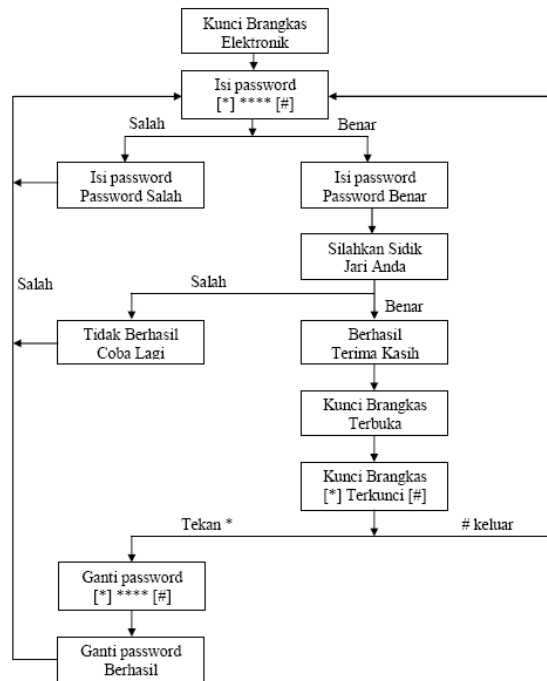 Kunci Brangkas
Elektronik
Isi password
[*] **** [#]
Salah
Benar
Isi password
Password Salah
Isi password
Password Benar
Silahkan Sidik
Jari Anda
Salah
Salah
Benar
Tidak Berhasil
Coba Lagi
Berhasil
Terima Kasih
Kunci Brangkas
Terbuka
Kunci Brangkas
[*] Terkunci [#]
Tekan *
# keluar
Ganti password
[*] **** [#]
Ganti password
Berhasil